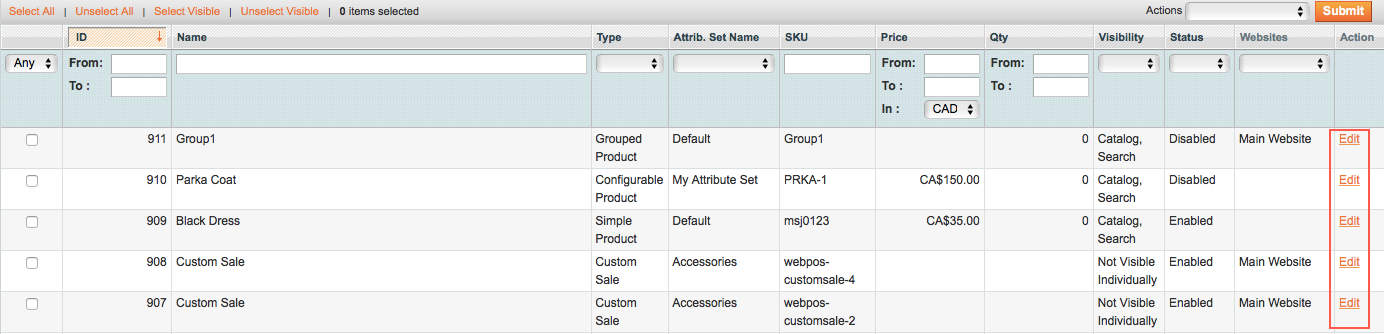 Select All | Unselect All | Select Visible | Unselect Visible | 0 items selected Actions Submit
ID Name Type Attrib. Set Name SKU Price Qty Visibility Status Websites Action
Any From: From: From:
To : To : To :
In : CAD
911 Group1 Grouped Default Group1 0 Catalog, Disabled Main Website Edit
Product Search
910 Parka Coat Configurable My Attribute Set PRKA-1 CA$150.00 0 Catalog, Disabled Edit
Product Search
909 Black Dress Simple Default msj0123 CA$35.00 0 Catalog, Enabled Edit
Product Search
908 Custom Sale Custom Accessories webpos- Not Visible Enabled Main Website Edit
Sale customsale-4 Individually
907 Custom Sale Custom Accessories webpos- Not Visible Enabled Main Website Edit
Sale customsale-2 Individually